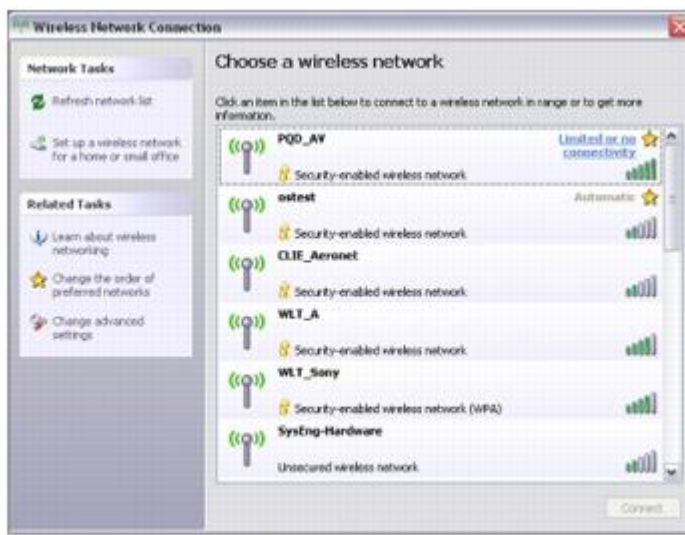 Wireless Network Connection
Network Tasks
Refresh network list
Set up a wireless network
for a home or small office
Related Tasks
Learn about wireless
networking
Change the order of
preferred networks
Change advanced
settings
Choose a wireless network
Click an item in the list below to connect to a wireless network in range or to get more
information.
PQD_AV
Limited or no
connectivity
Security-enabled wireless network
ostest
Automatic
Security-enabled wireless network
CLIE_Aeronet
Security-enabled wireless network
WLT_A
Security-enabled wireless network
WLT_Sony
Security-enabled wireless network (WPA)
SysEng-Hardware
Unsecured wireless network
Connect